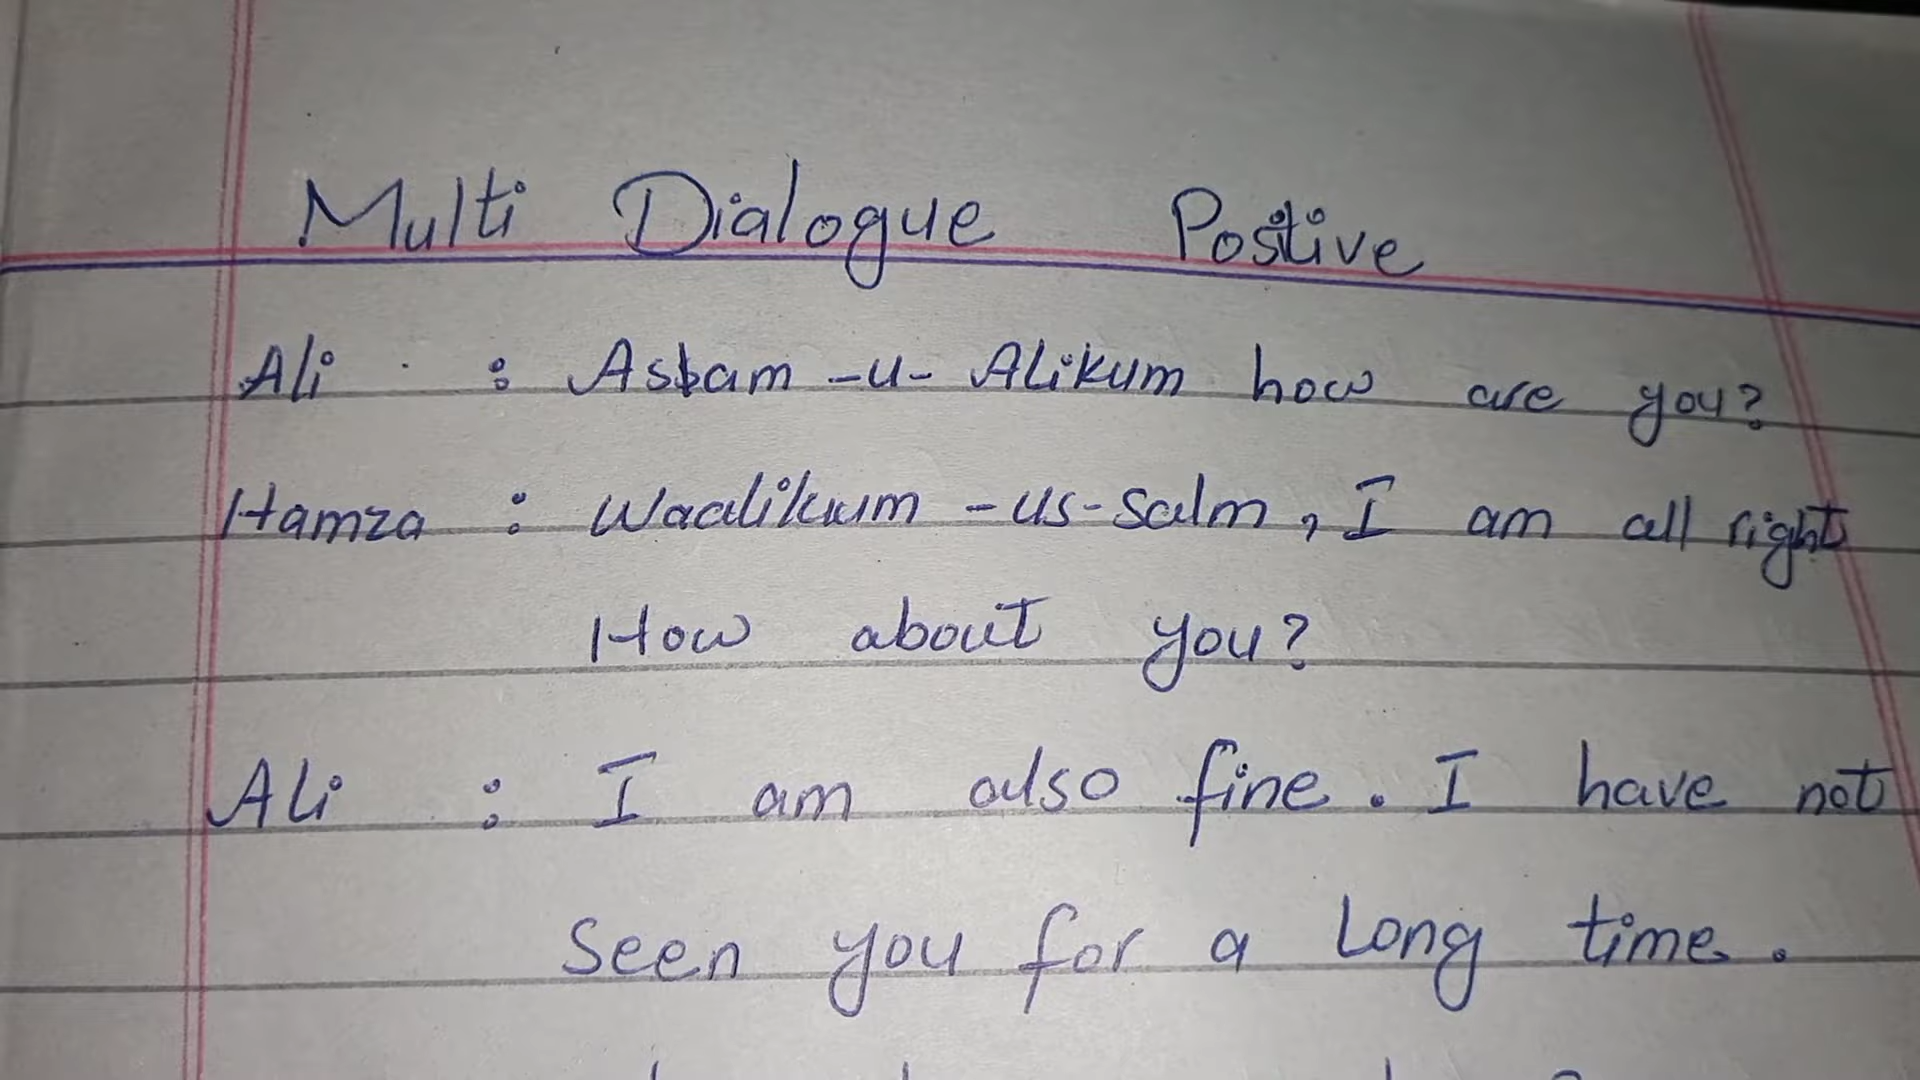 Multi Dialogue Postive
Ali : Aslam -u- Alikum how are you?
Hamza : Waalikum -us-Salm, I am all right
How about you?
Ali : I am also fine. I have not
seen you for a long time.